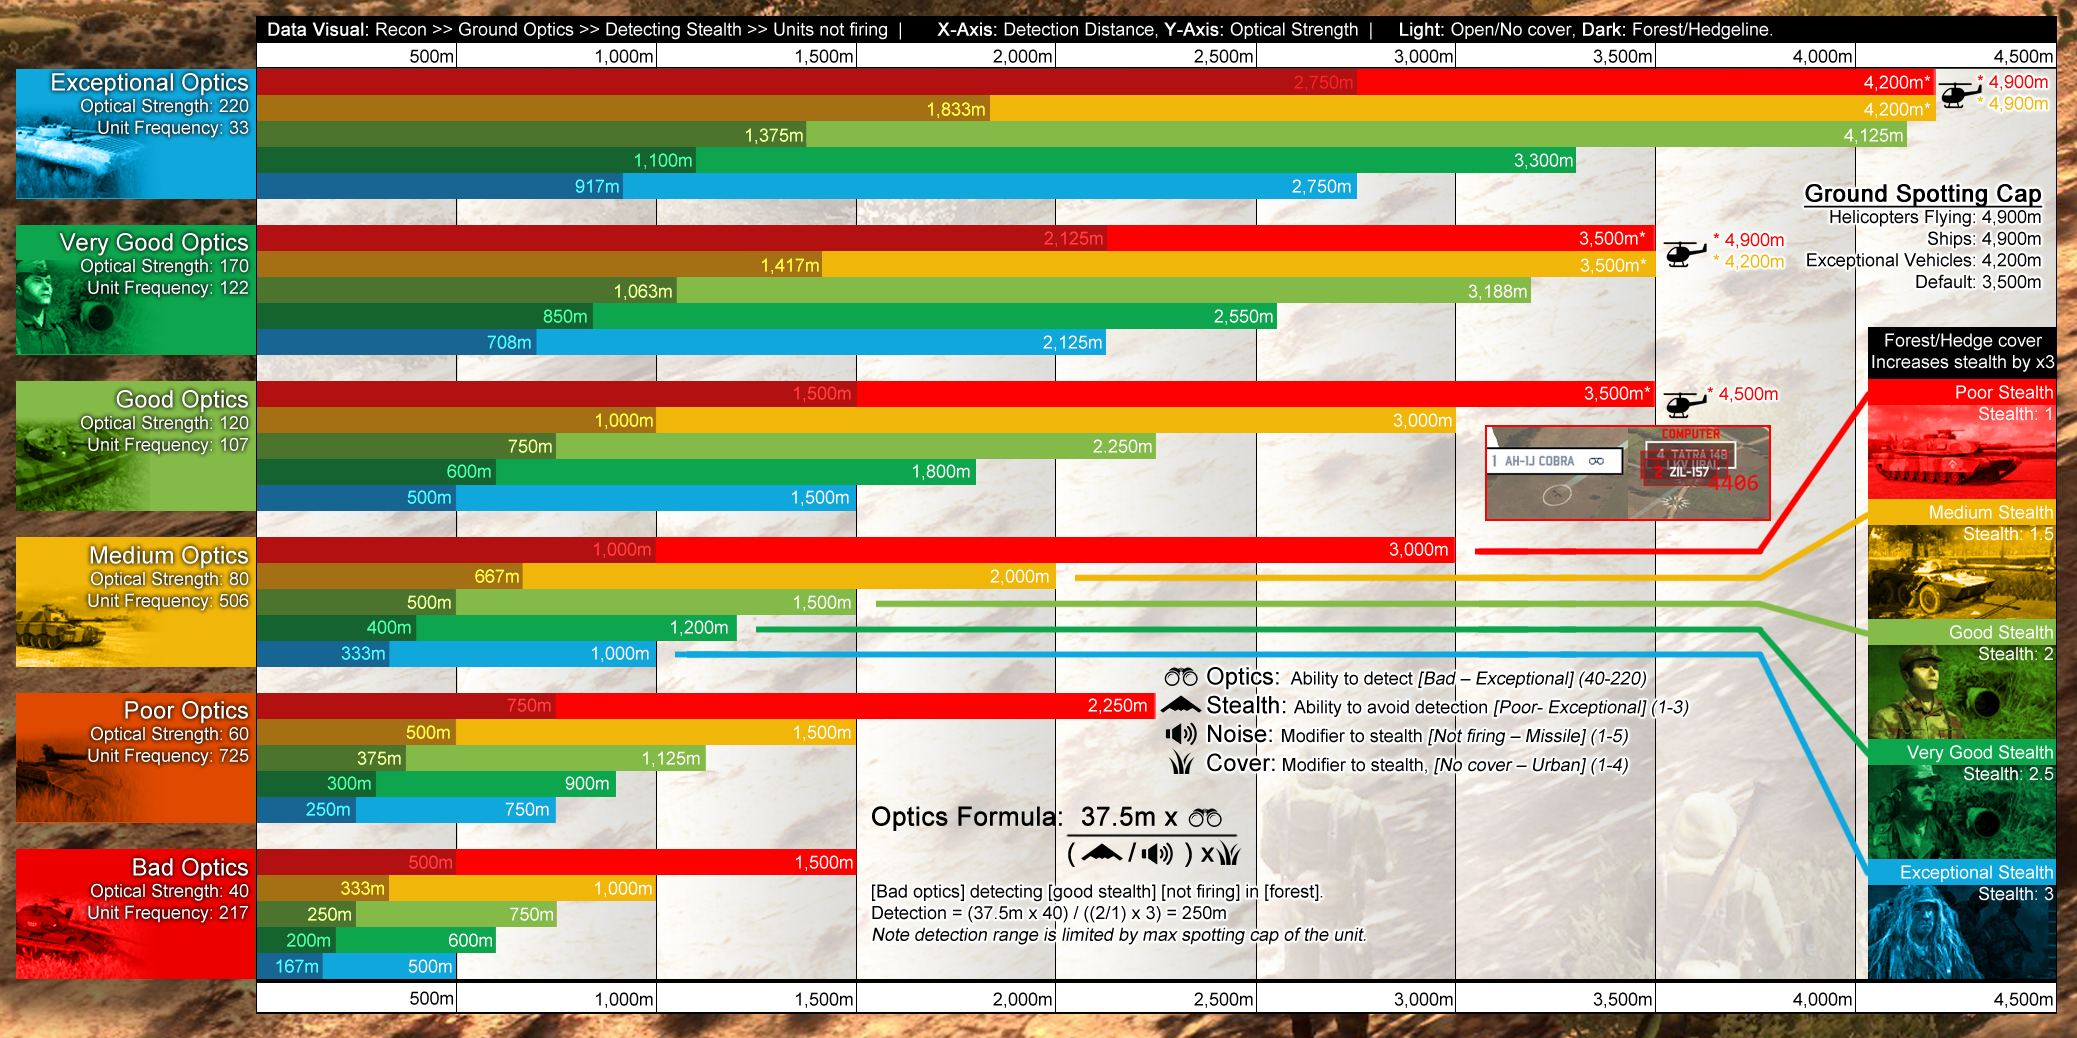 Data Visual: Recon >> Ground Optics >> Detecting Stealth >> Units not firing | X-Axis: Detection Distance, Y-Axis: Optical Strength | Light: Open/No cover, Dark: Forest/Hedgeline.
500m 1,000m 1,500m 2,000m 2,500m 3,000m 3,500m 4,000m 4,500m
Exceptional Optics
Optical Strength: 220
Unit Frequency: 33
2,750m 4,200m* * 4,900m
1,833m 4,200m* * 4,900m
1,375m 4,125m
1,100m 3,300m
917m 2,750m
Ground Spotting Cap
Helicopters Flying: 4,900m
Ships: 4,900m
Exceptional Vehicles: 4,200m
Default: 3,500m
Very Good Optics
Optical Strength: 170
Unit Frequency: 122
2,125m 3,500m* * 4,900m
1,417m 3,500m* * 4,200m
1,063m 3,188m
850m 2,550m
708m 2,125m
Forest/Hedge cover
Increases stealth by x3
Good Optics
Optical Strength: 120
Unit Frequency: 107
1,500m 3,500m* * 4,500m
1,000m 3,000m
750m 2.250m
600m 1,800m
500m 1,500m
1 AH-1J COBRA
COMPUTER
4 TATRA 148
2 ZIL-157
4406
Poor Stealth
Stealth: 1
Medium Stealth
Stealth: 1.5
Good Stealth
Stealth: 2
Very Good Stealth
Stealth: 2.5
Exceptional Stealth
Stealth: 3
Medium Optics
Optical Strength: 80
Unit Frequency: 506
1,000m 3,000m
667m 2,000m
500m 1,500m
400m 1,200m
333m 1,000m
Optics: Ability to detect [Bad – Exceptional] (40-220)
Stealth: Ability to avoid detection [Poor- Exceptional] (1-3)
Noise: Modifier to stealth [Not firing – Missile] (1-5)
Cover: Modifier to stealth, [No cover – Urban] (1-4)
Poor Optics
Optical Strength: 60
Unit Frequency: 725
750m 2,250m
500m 1,500m
375m 1,125m
300m 900m
250m 750m
Optics Formula: 37.5m x
( / ) x
[Bad optics] detecting [good stealth] [not firing] in [forest].
Detection = (37.5m x 40) / ((2/1) x 3) = 250m
Note detection range is limited by max spotting cap of the unit.
Bad Optics
Optical Strength: 40
Unit Frequency: 217
500m 1,500m
333m 1,000m
250m 750m
200m 600m
167m 500m
500m 1,000m 1,500m 2,000m 2,500m 3,000m 3,500m 4,000m 4,500m